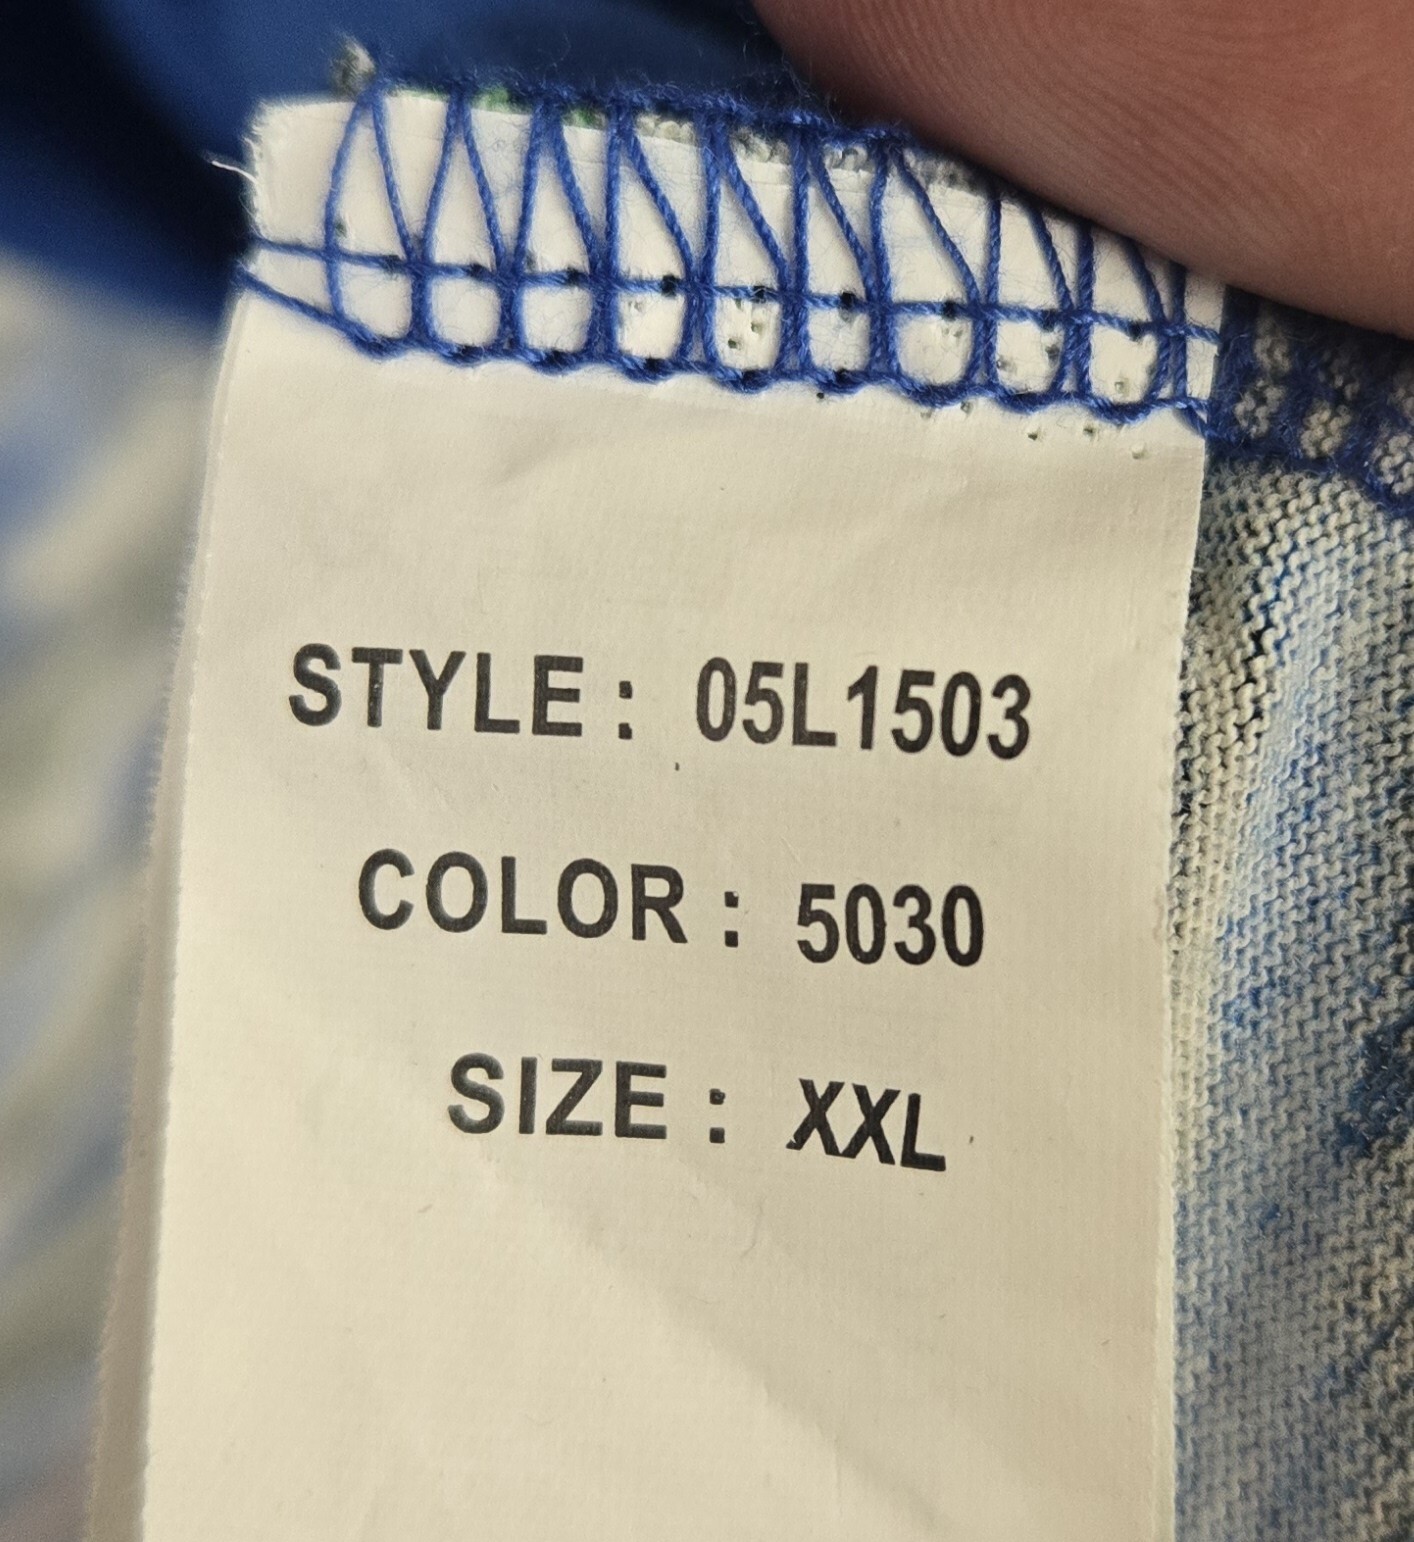 STYLE : 05L1503
COLOR : 5030
SIZE : XXL